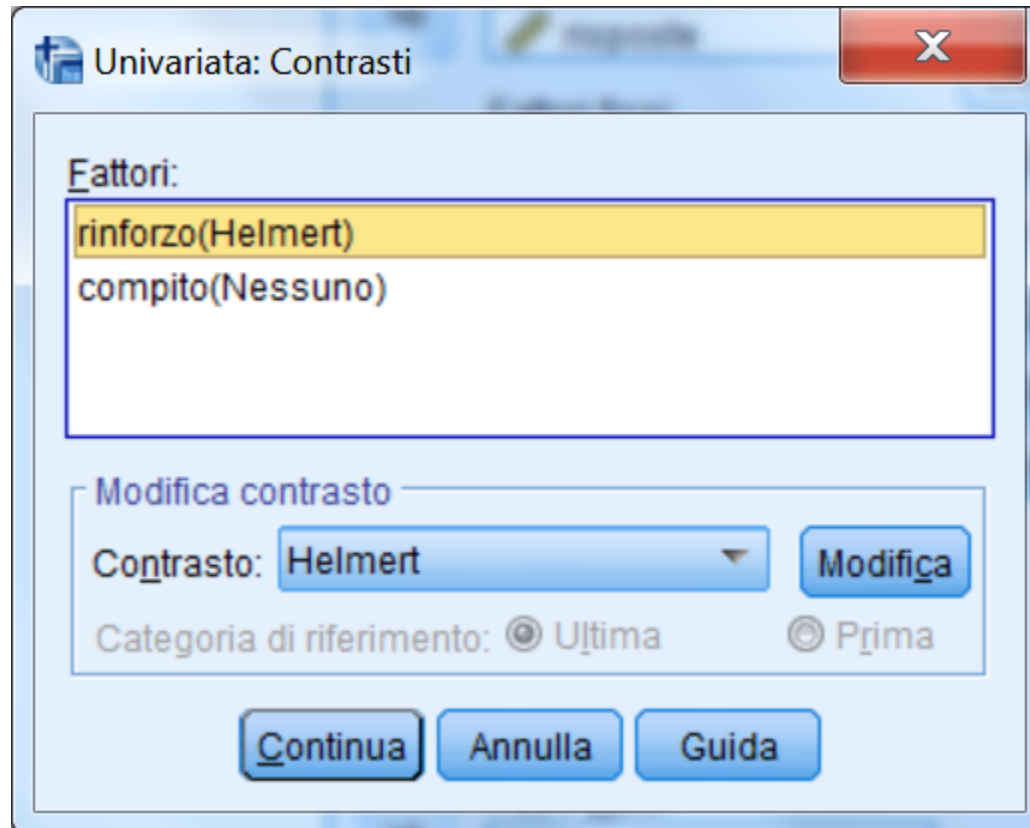 risposte
Univariata: Contrasti
Fattori:
rinforzo(Helmert)
compito(Nessuno)
Modifica contrasto
Contrasto: Helmert Modifica
Categoria di riferimento: Ultima Prima
Continua Annulla Guida